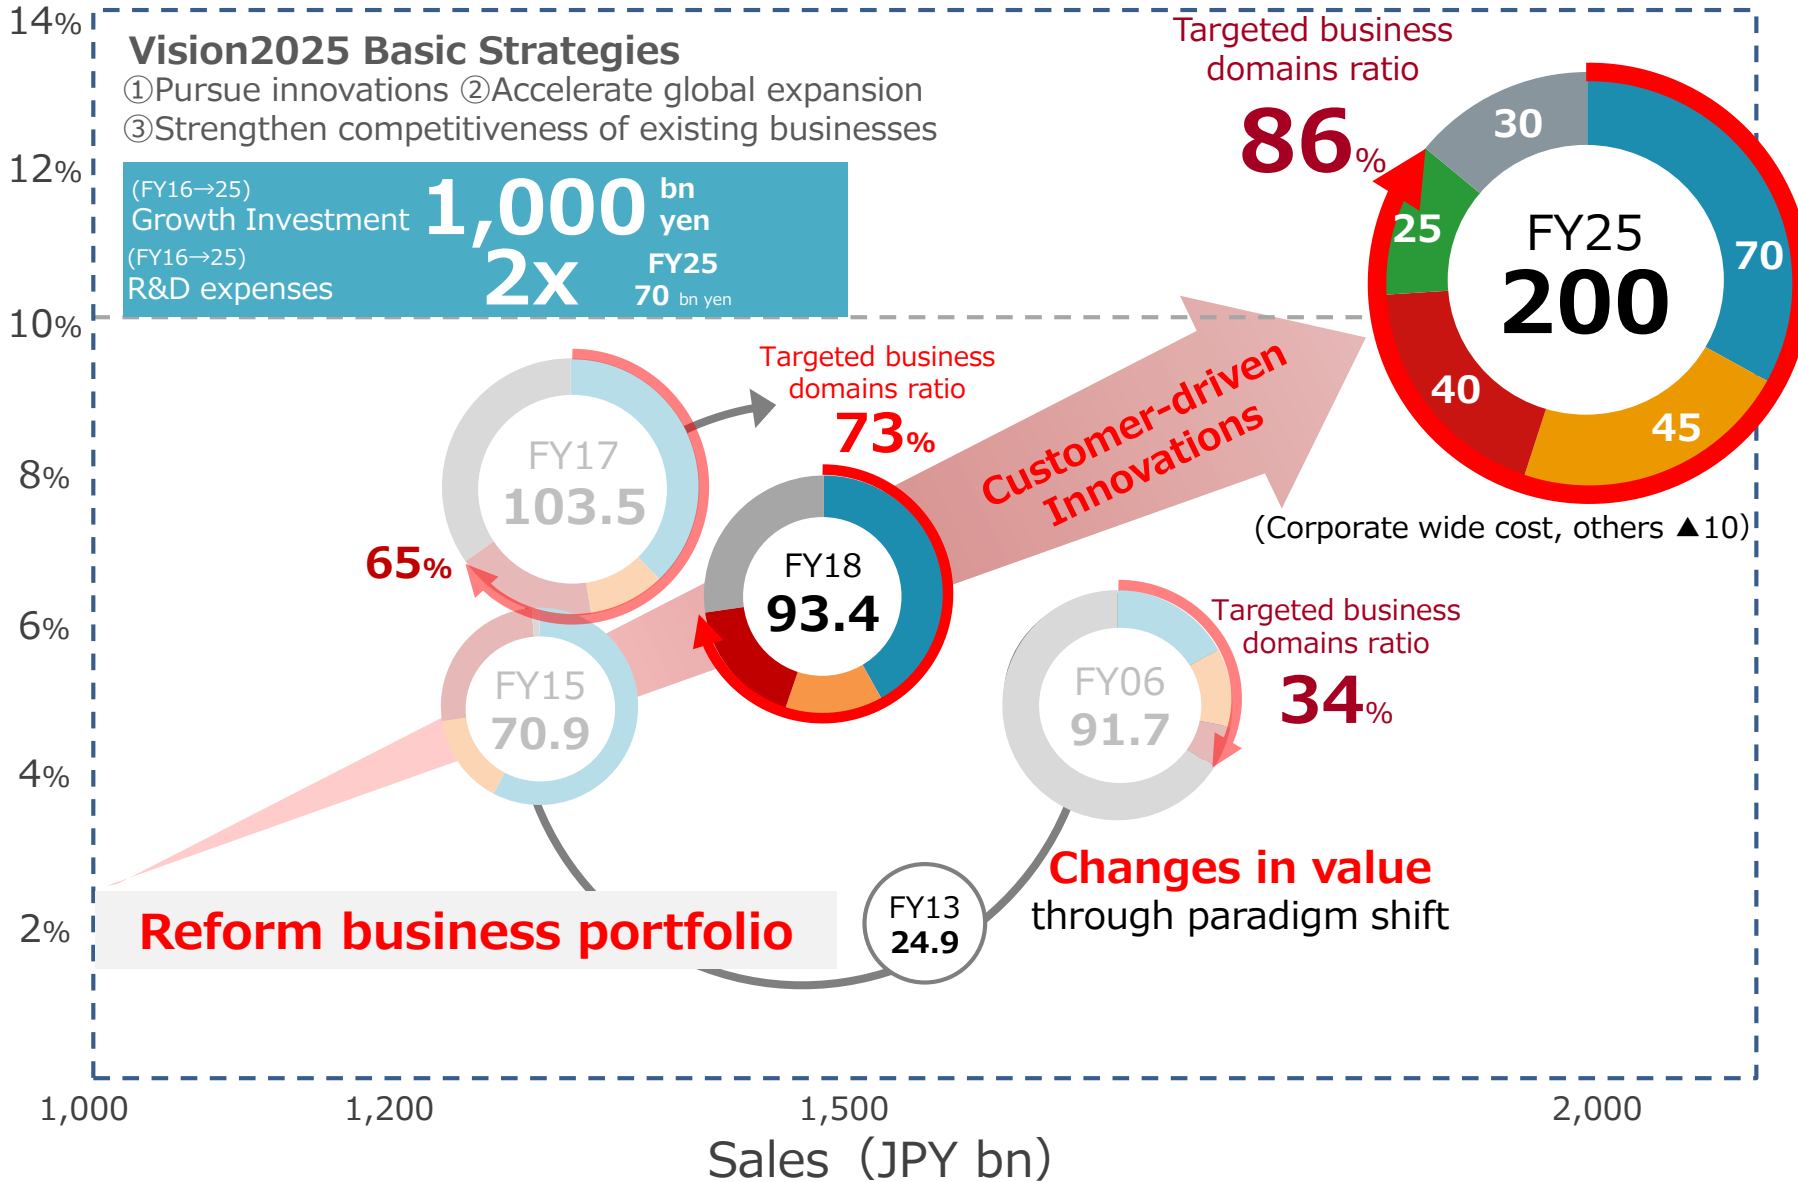 14%
12%
10%
8%
6%
4%
2%
Vision2025 Basic Strategies
①Pursue innovations ②Accelerate global expansion
③Strengthen competitiveness of existing businesses
(FY16→25)
Growth Investment 1,000 bn yen
(FY16→25)
R&D expenses 2x FY25
70 bn yen
Targeted business
domains ratio
86%
30
70
45
40
25
FY25
200
(Corporate wide cost, others ▲10)
Customer-driven
Innovations
FY17
103.5
65%
Targeted business
domains ratio
73%
FY18
93.4
FY15
70.9
FY06
91.7
Targeted business
domains ratio
34%
FY13
24.9
Changes in value
through paradigm shift
Reform business portfolio
1,000
1,200
1,500
2,000
Sales（JPY bn）